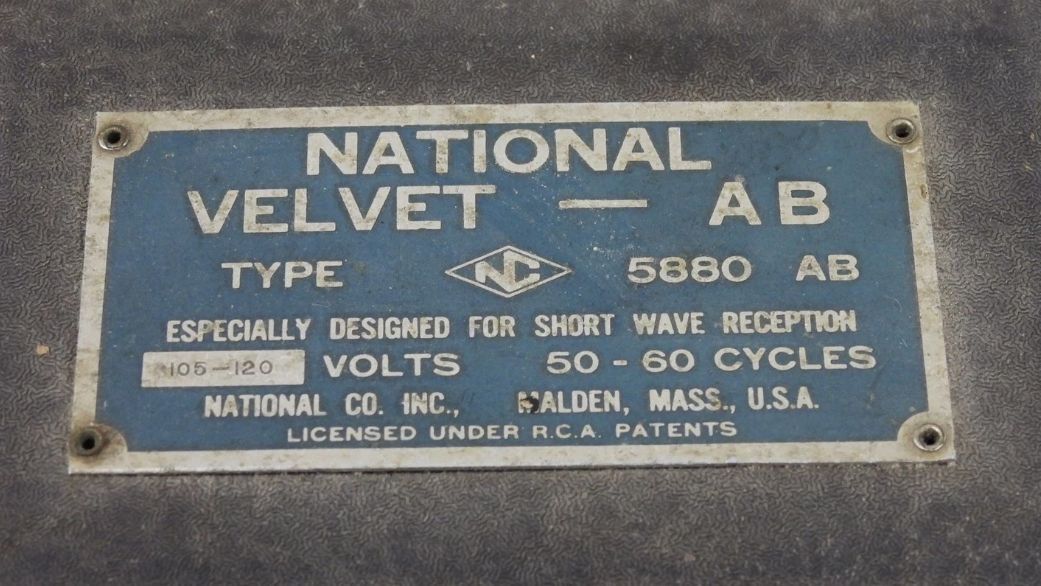 NATIONAL
VELVET — AB
TYPE NC 5880 AB
ESPECIALLY DESIGNED FOR SHORT WAVE RECEPTION
105-120 VOLTS 50-60 CYCLES
NATIONAL CO. INC., MALDEN, MASS., U.S.A.
LICENSED UNDER R.C.A. PATENTS